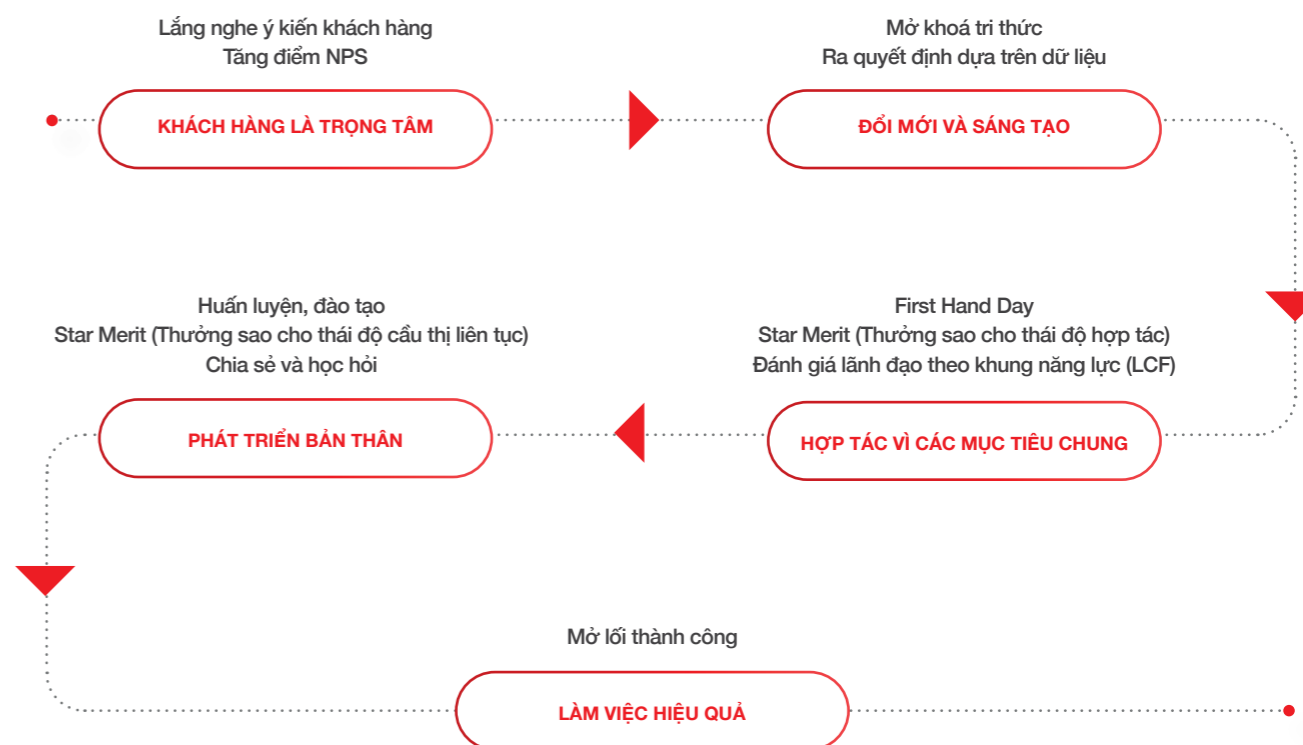 Lắng nghe ý kiến khách hàng
Tăng điểm NPS
KHÁCH HÀNG LÀ TRỌNG TÂM
Mở khoá tri thức
Ra quyết định dựa trên dữ liệu
ĐỔI MỚI VÀ SÁNG TẠO
First Hand Day
Star Merit (Thưởng sao cho thái độ hợp tác)
Đánh giá lãnh đạo theo khung năng lực (LCF)
HỢP TÁC VÌ CÁC MỤC TIÊU CHUNG
Huấn luyện, đào tạo
Star Merit (Thưởng sao cho thái độ cầu thị liên tục)
Chia sẻ và học hỏi
PHÁT TRIỂN BẢN THÂN
Mở lối thành công
LÀM VIỆC HIỆU QUẢ